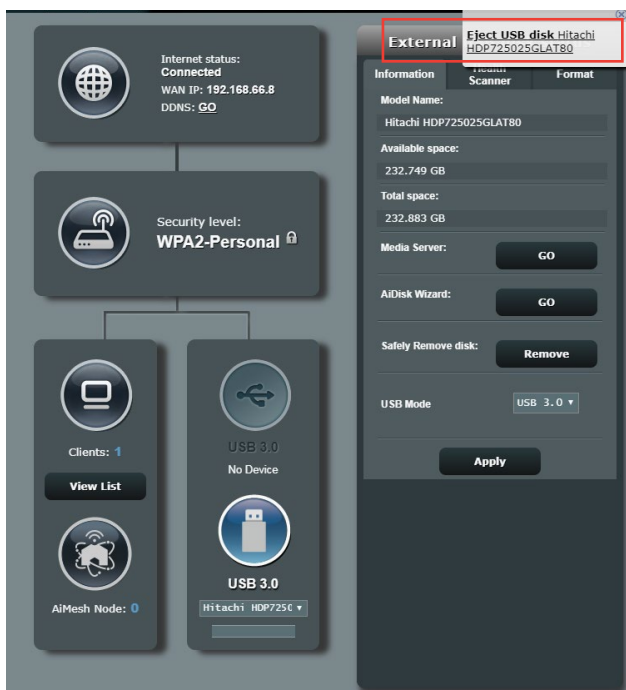 Internet status:
Connected
WAN IP: 192.168.66.8
DDNS: GO
Security level:
WPA2-Personal
Clients: 1
View List
AiMesh Node: 0
USB 3.0
No Device
USB 3.0
Hitachi HDP725(
External
Eject USB disk Hitachi
HDP725025GLAT80
Information
Health
Scanner
Format
Model Name:
Hitachi HDP725025GLAT80
Available space:
232.749 GB
Total space:
232.883 GB
Media Server:
GO
AiDisk Wizard:
GO
Safely Remove disk:
Remove
USB Mode
USB 3.0
Apply